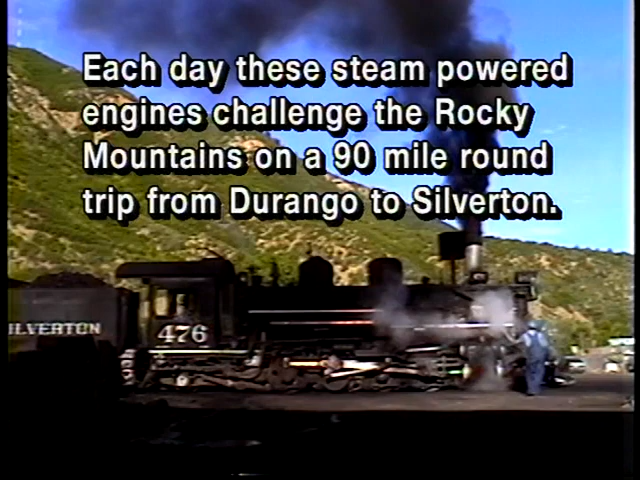 Each day these steam powered
engines challenge the Rocky
Mountains on a 90 mile round
trip from Durango to Silverton.
ILVERTON
476